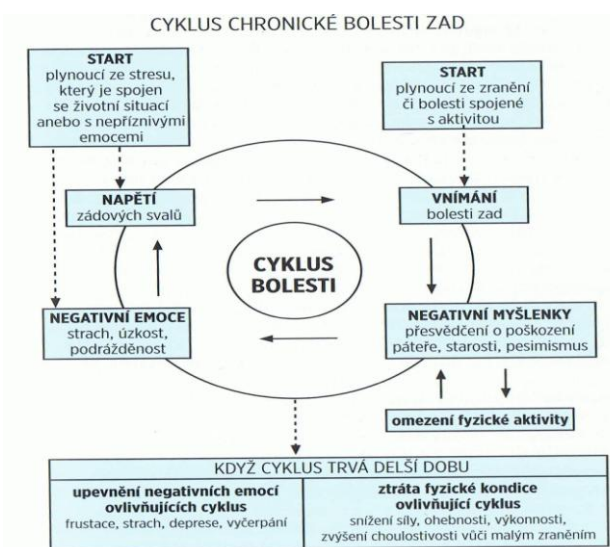 CYKLUS CHRONICKÉ BOLESTI ZAD
START
plynoucí ze stresu,
který je spojen
se životní situací
anebo s nepříznivými
emocemi
START
plynoucí ze zranění
či bolesti spojené
s aktivitou
NAPĚTÍ
zádových svalů
VNÍMÁNÍ
bolesti zad
CYKLUS
BOLESTI
NEGATIVNÍ EMOCE
strach, úzkost,
podrážděnost
NEGATIVNÍ MYŠLENKY
přesvědčení o poškození
páteře, starosti, pesimismus
omezení fyzické aktivity
KDYŽ CYKLUS TRVÁ DELŠÍ DOBU
upevnění negativních emocí
ovlivňujících cyklus
frustace, strach, deprese, vyčerpání
ztráta fyzické kondice
ovlivňující cyklus
snížení síly, ohebnosti, výkonnosti,
zvýšení choulostivosti vůči malým zraněním